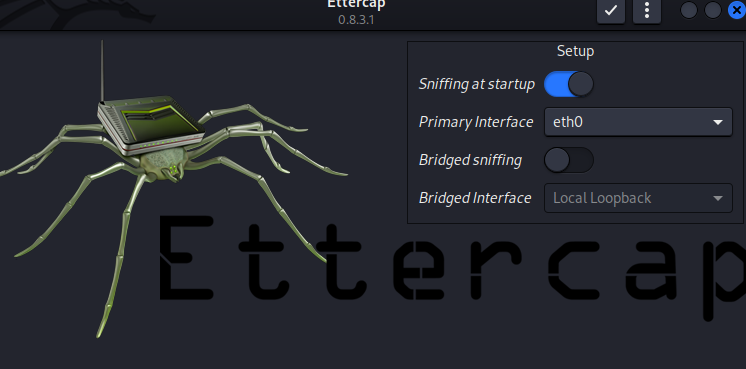 Ettercap
0.8.3.1
Setup
Sniffing at startup
Primary Interface eth0
Bridged sniffing
Bridged Interface Local Loopback
Ettercap